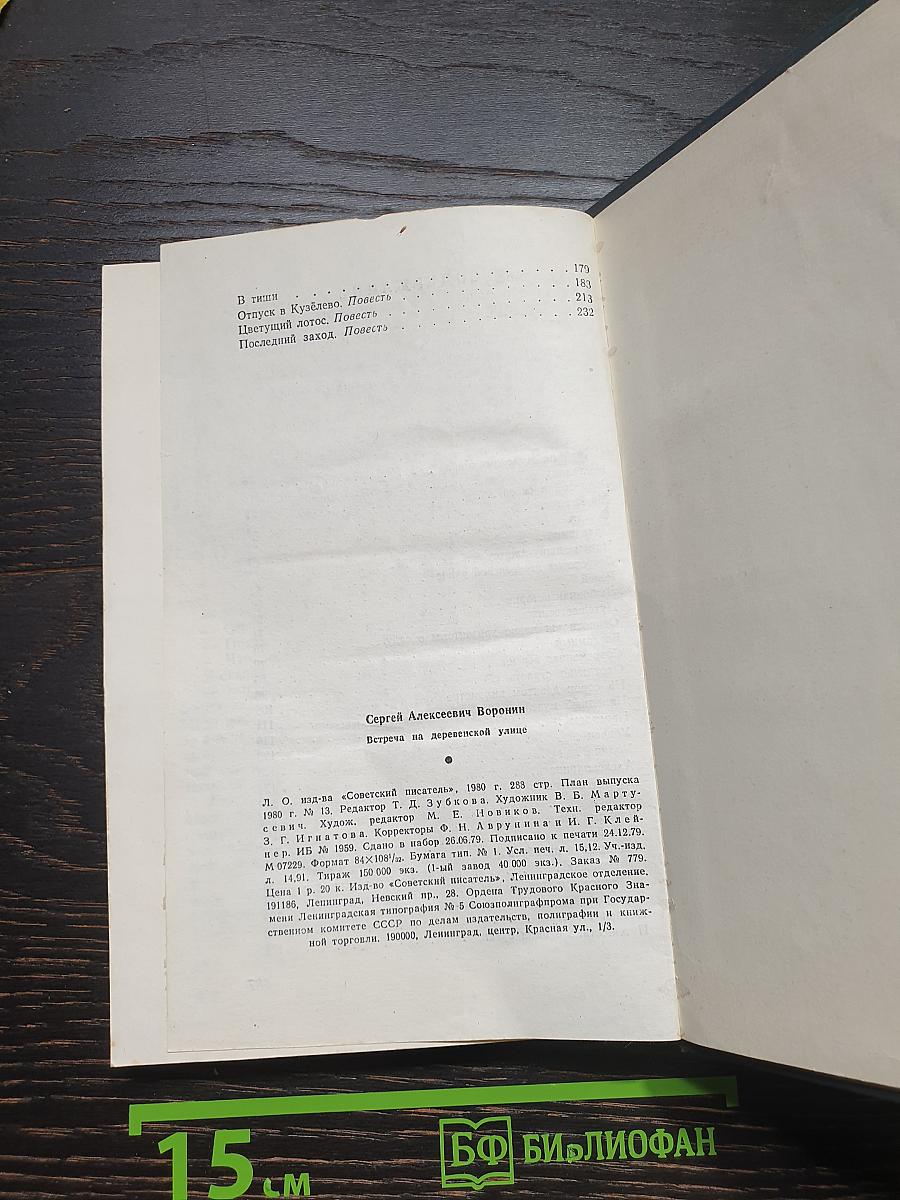 В тиши . . . . . . . . . . . . . . . . . . . . 179
Отпуск в Кузёлево. Повесть . . . . . . . . . . . . 183
Цветущий лотос. Повесть . . . . . . . . . . . . . 213
Последний заход. Повесть . . . . . . . . . . . . 232
Сергей Алексеевич Воронин
Встреча на деревенской улице
Л. О. изд-ва «Советский писатель», 1980 г. 288 стр. План выпуска
1980 г. № 13. Редактор Т. Д. Зубкова. Художник В. Б. Марту-
севич. Худож. редактор М. Е. Новиков. Техн. редактор
З. Г. Игнатова. Корректоры Ф. Н. Аврунина и И. Г. Клей-
нер. ИБ № 1959. Сдано в набор 26.06.79. Подписано к печати 24.12.79.
М 07229. Формат 84×108¹/₃₂. Бумага тип. № 1. Усл. печ. л. 15,12. Уч.-изд.
л. 14,91. Тираж 150 000 экз. (1-ый завод 40 000 экз.). Заказ № 779.
Цена 1 р. 20 к. Изд-во «Советский писатель», Ленинградское отделение.
191186, Ленинград, Невский пр., 28. Ордена Трудового Красного Зна-
мени Ленинградская типография № 5 Союзполиграфпрома при Государ-
ственном комитете СССР по делам издательств, полиграфии и книж-
ной торговли. 190000, Ленинград, центр, Красная ул., 1/3.
15 см
БФ БИБЛИОФАН